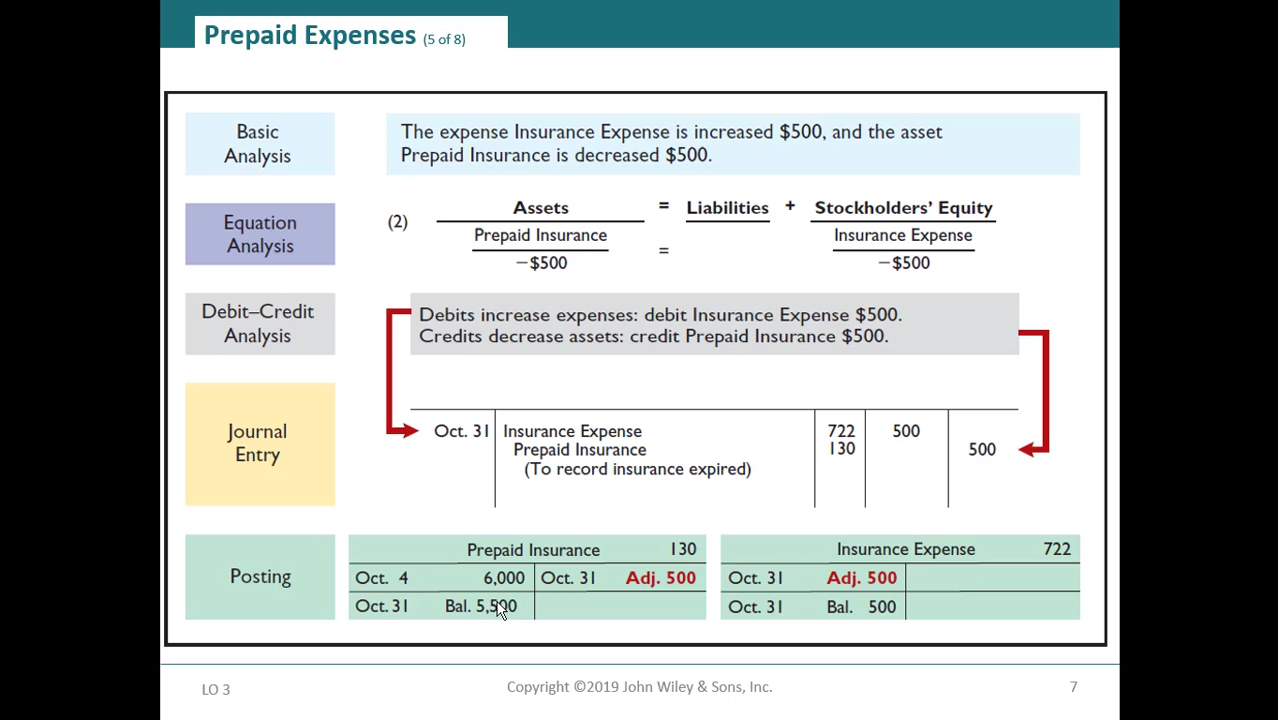 Prepaid Expenses (5 of 8)
Basic
Analysis
The expense Insurance Expense is increased $500, and the asset
Prepaid Insurance is decreased $500.
Equation
Analysis
(2) Assets = Liabilities + Stockholders' Equity
Prepaid Insurance = Insurance Expense
−$500 −$500
Debit–Credit
Analysis
Debits increase expenses: debit Insurance Expense $500.
Credits decrease assets: credit Prepaid Insurance $500.
Journal
Entry
Oct. 31 Insurance Expense 722 500
Prepaid Insurance 130 500
(To record insurance expired)
Posting
Prepaid Insurance 130
Oct. 4 6,000 Oct. 31 Adj. 500
Oct. 31 Bal. 5,500
Insurance Expense 722
Oct. 31 Adj. 500
Oct. 31 Bal. 500
LO 3 Copyright ©2019 John Wiley & Sons, Inc. 7